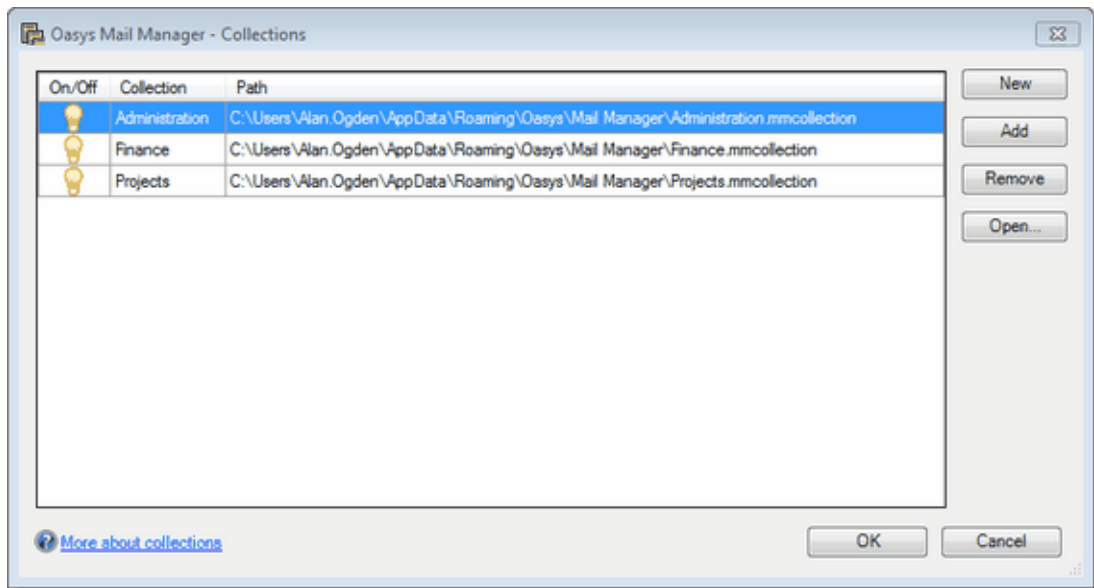 Oasys Mail Manager - Collections
On/Off Collection Path
Administration C:\Users\Alan.Ogden\AppData\Roaming\Oasys\Mail Manager\Administration.mmcollection
Finance C:\Users\Alan.Ogden\AppData\Roaming\Oasys\Mail Manager\Finance.mmcollection
Projects C:\Users\Alan.Ogden\AppData\Roaming\Oasys\Mail Manager\Projects.mmcollection
New
Add
Remove
Open...
More about collections
OK
Cancel